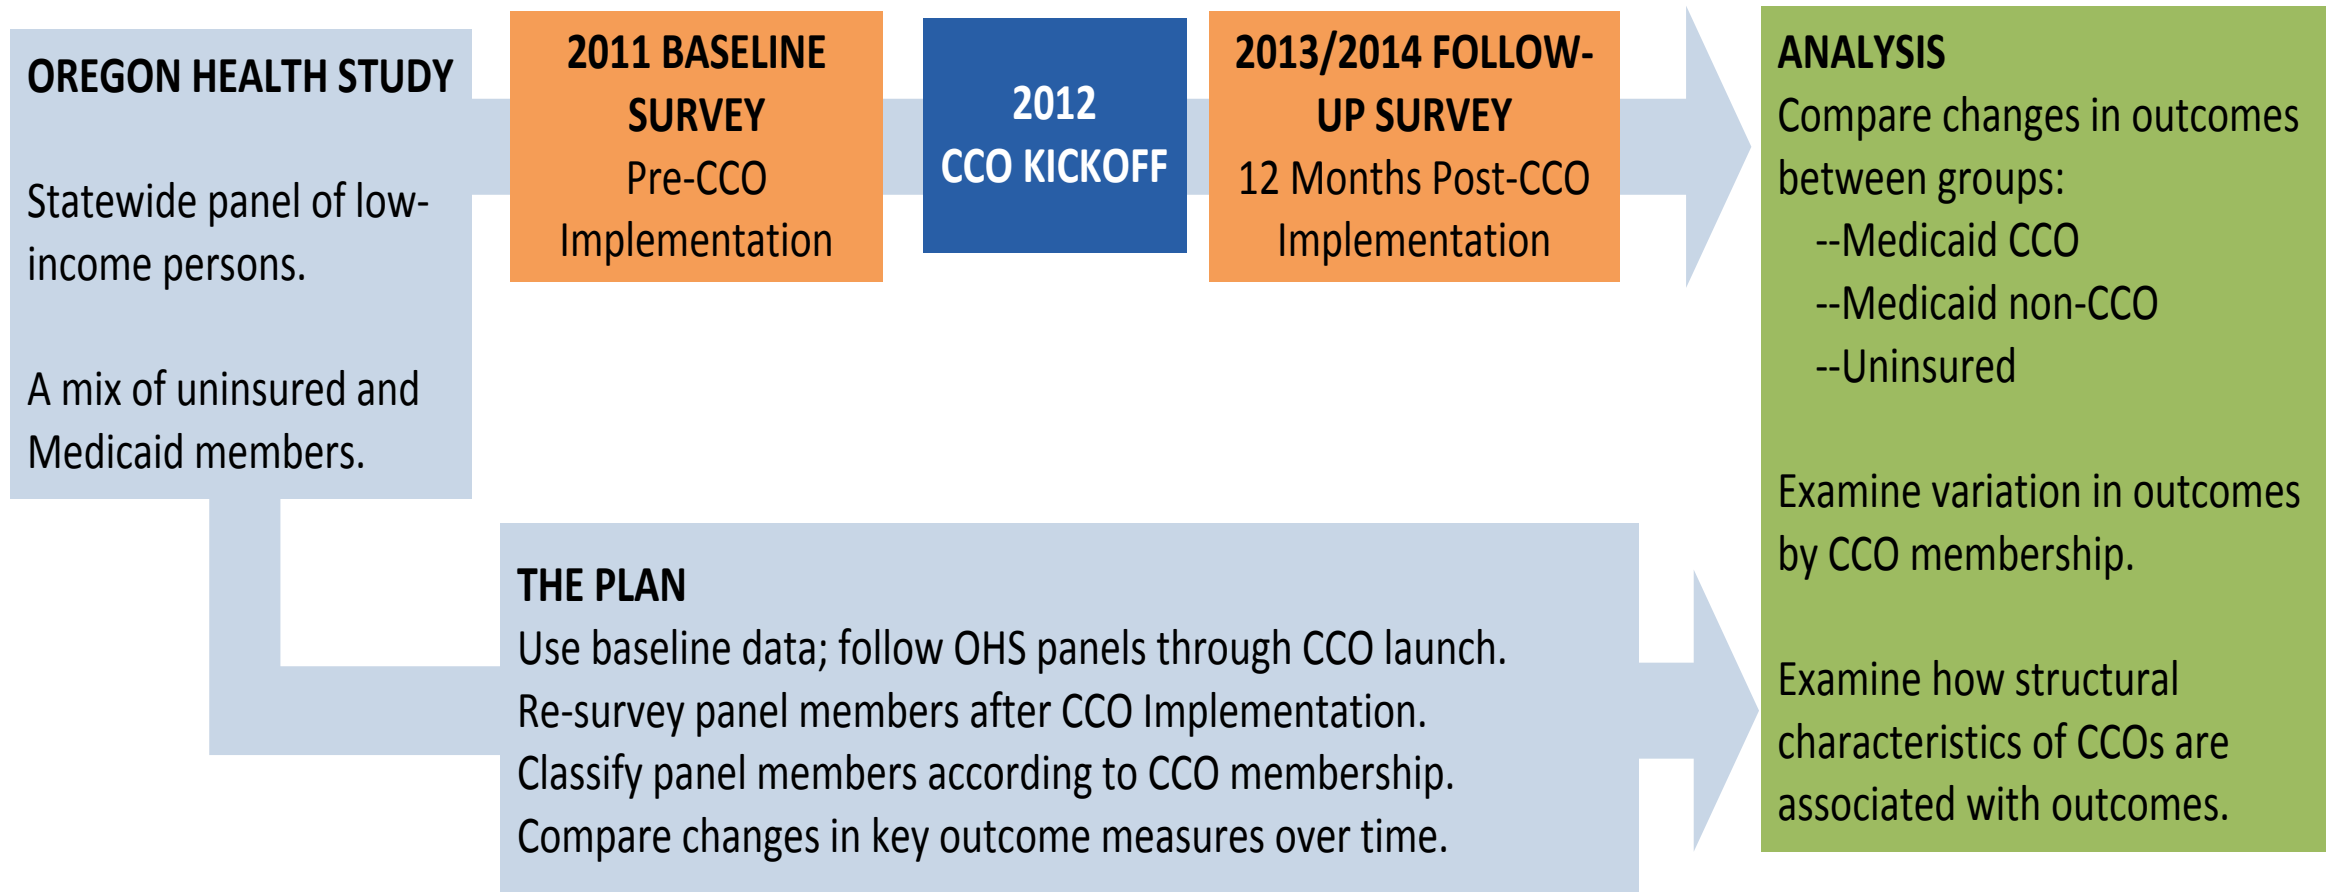 OREGON HEALTH STUDY
Statewide panel of low-
income persons.
A mix of uninsured and
Medicaid members.
2011 BASELINE
SURVEY
Pre-CCO
Implementation
2012
CCO KICKOFF
2013/2014 FOLLOW-
UP SURVEY
12 Months Post-CCO
Implementation
THE PLAN
Use baseline data; follow OHS panels through CCO launch.
Re-survey panel members after CCO Implementation.
Classify panel members according to CCO membership.
Compare changes in key outcome measures over time.
ANALYSIS
Compare changes in outcomes
between groups:
--Medicaid CCO
--Medicaid non-CCO
--Uninsured
Examine variation in outcomes
by CCO membership.
Examine how structural
characteristics of CCOs are
associated with outcomes.